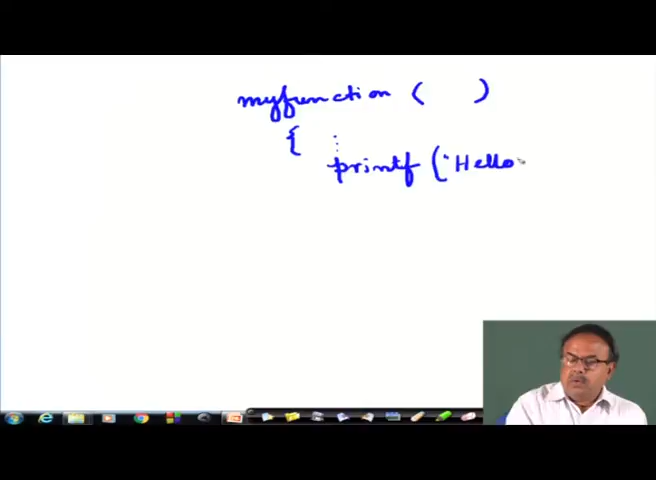 myfunction ( )
{ ⋮
printf ("Hello